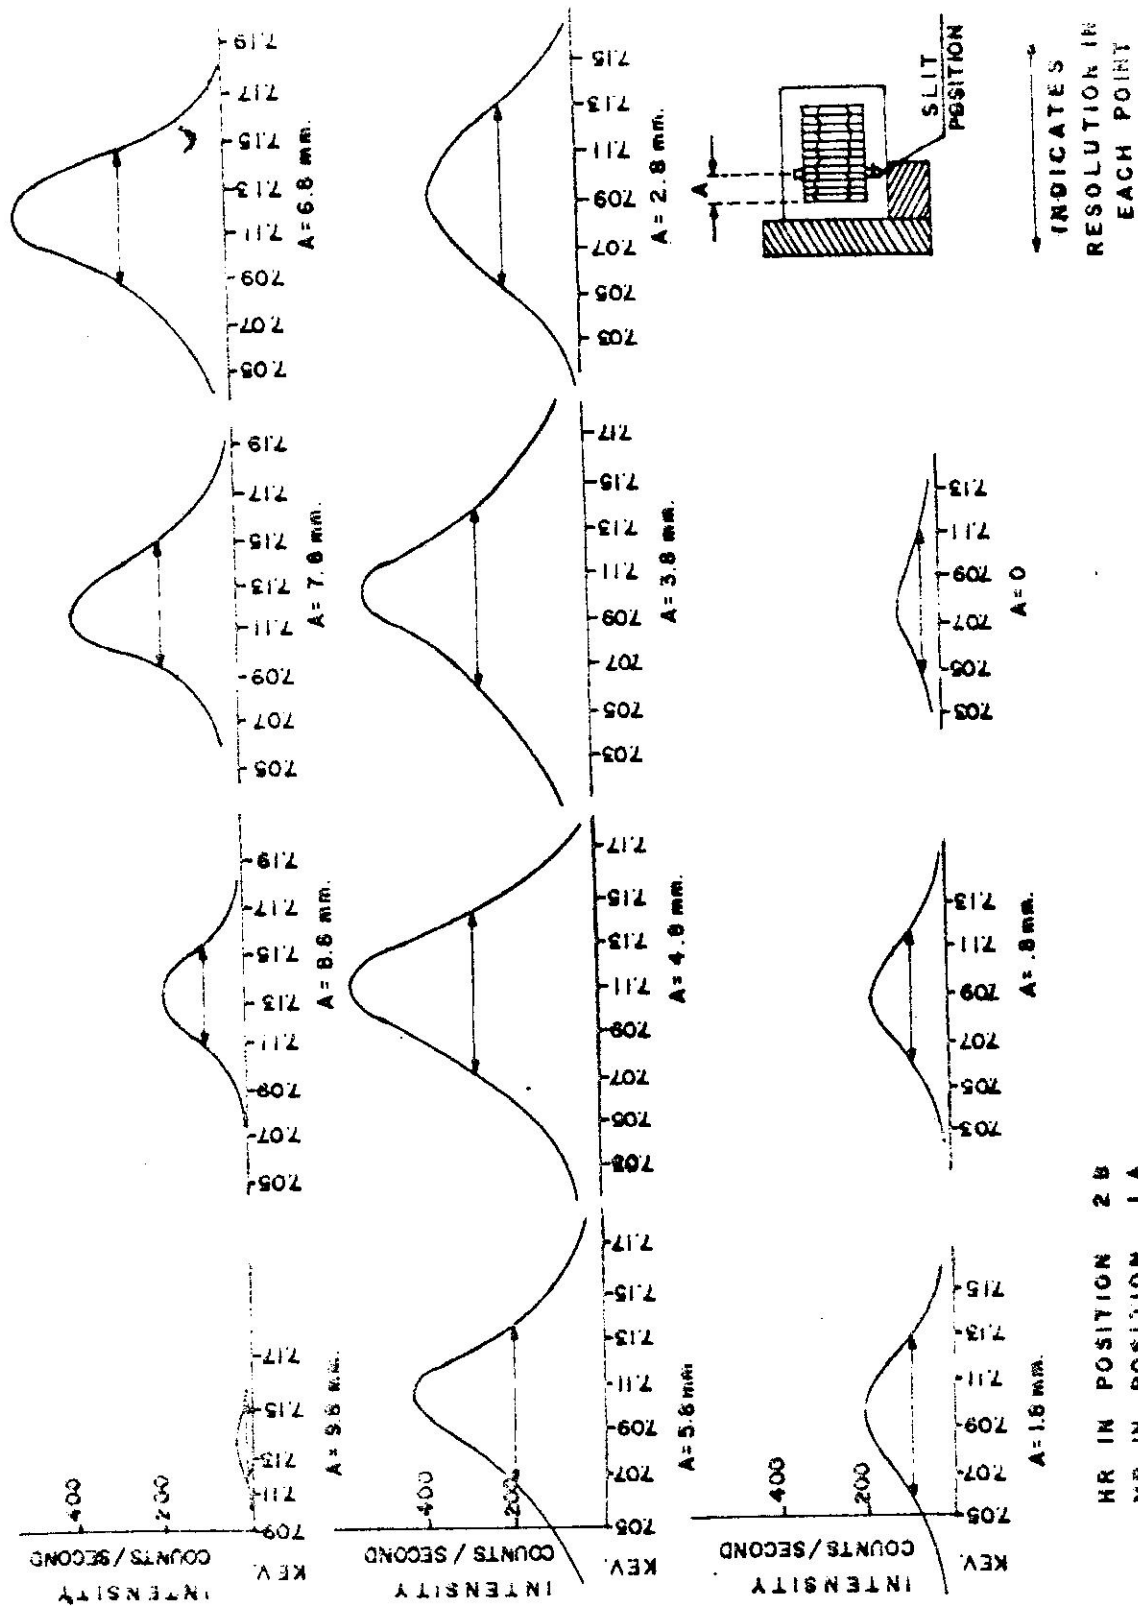 INTENSITY
COUNTS / SECOND
400
200
KEV.
7.09 7.11 7.13 7.15 7.17
A = 9.8 mm.
7.05 7.07 7.09 7.11 7.13 7.15 7.17 7.19
A = 8.8 mm.
7.05 7.07 7.09 7.11 7.13 7.15 7.17 7.19
A = 7.8 mm.
7.05 7.07 7.09 7.11 7.13 7.15 7.17 7.19
A = 6.8 mm.
INTENSITY
COUNTS / SECOND
400
200
KEV.
7.05 7.07 7.09 7.11 7.13 7.15 7.17
A = 5.8 mm
7.03 7.05 7.07 7.09 7.11 7.13 7.15 7.17
A = 4.8 mm.
7.03 7.05 7.07 7.09 7.11 7.13 7.15 7.17
A = 3.8 mm.
7.03 7.05 7.07 7.09 7.11 7.13 7.15
A = 2.8 mm.
INTENSITY
COUNTS / SECOND
400
200
KEV.
7.05 7.07 7.09 7.11 7.13 7.15
A = 1.8 mm.
7.03 7.05 7.07 7.09 7.11 7.13
A = .8 mm.
7.03 7.05 7.07 7.09 7.11 7.13
A = 0
A
SLIT
POSITION
INDICATES
RESOLUTION IN
EACH POINT
HR IN POSITION 2B
IN POSITION 1A